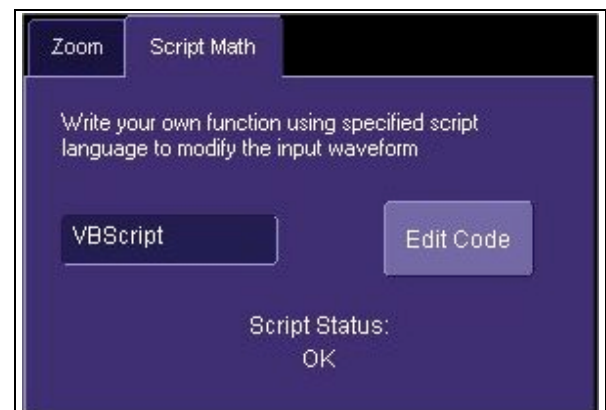 Zoom
Script Math
Write your own function using specified script
language to modify the input waveform
VBScript
Edit Code
Script Status:
OK